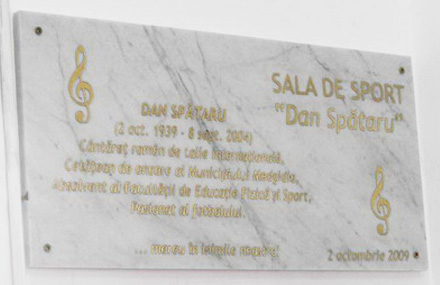 SALA DE SPORT
"Dan Spătaru"
DAN SPĂTARU
(2 oct. 1939 - 8 sept. 2004)
Cântăreț român de talie internațională,
Cetățean de onoare al Municipiului Medgidia,
Absolvent al Facultății de Educație Fizică și Sport,
Pasionat al fotbalului.
... mereu în inimile noastre!
2 octombrie 2009